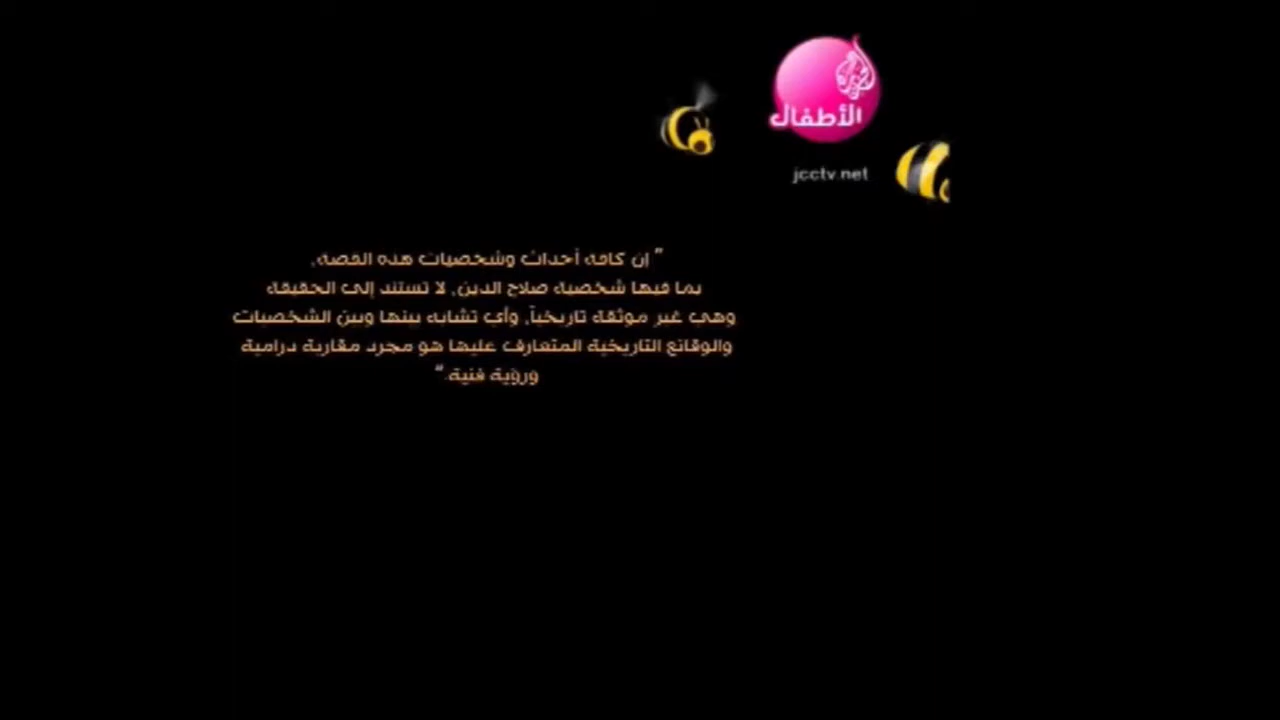 الجزيرة
الأطفال
jcctv.net
" إن كافة أحداث وشخصيات هذه القصة,
بما فيها شخصية صلاح الدين, لا تستند إلى الحقيقة
وهي غير موثقة تاريخياً, وأي تشابه بينها وبين الشخصيات
والوقائع التاريخية المتعارف عليها هو مجرد مقاربة درامية
ورؤية فنية."